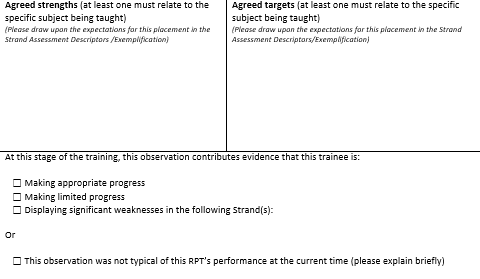 Agreed strengths (at least one must relate to the
specific subject being taught)
(Please draw upon the expectations for this placement in the
Strand Assessment Descriptors /Exemplification)
Agreed targets (at least one must relate to the specific
subject being taught)
(Please draw upon the expectations for this placement in the Strand
Assessment Descriptors/Exemplification)
At this stage of the training, this observation contributes evidence that this trainee is:
☐ Making appropriate progress
☐ Making limited progress
☐ Displaying significant weaknesses in the following Strand(s):
Or
☐ This observation was not typical of this RPT's performance at the current time (please explain briefly)